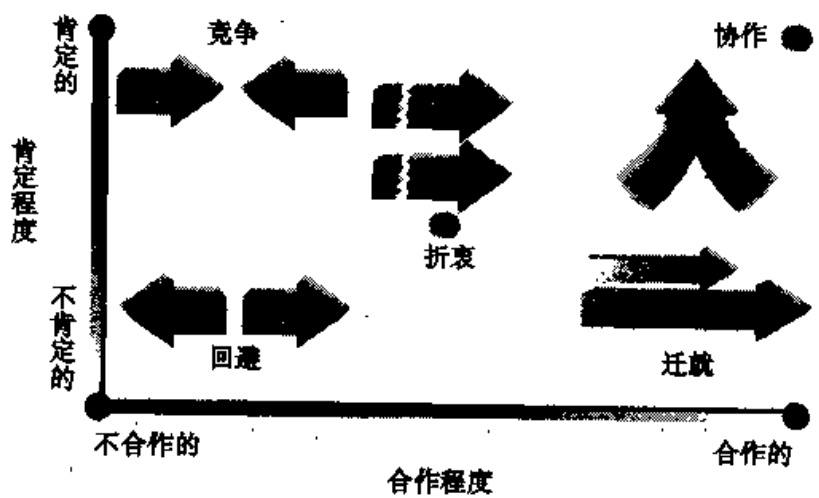 肯定的
竞争
协作
肯定程度
折衷
不肯定的
回避
迁就
不合作的
合作的
合作程度